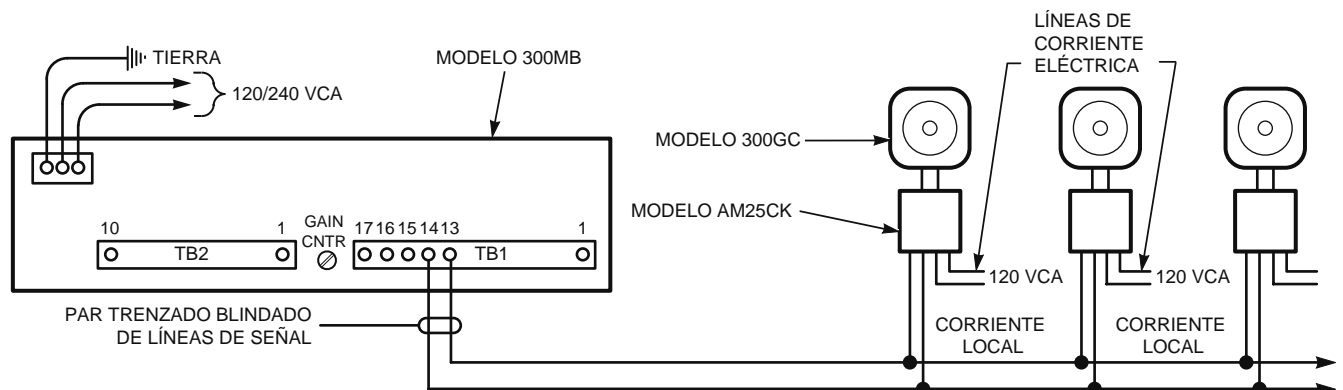 TIERRA
120/240 VCA
MODELO 300MB
LÍNEAS DE
CORRIENTE
ELÉCTRICA
MODELO 300GC
MODELO AM25CK
10 1
TB2
GAIN
CNTR
17 16 15 14 13 1
TB1
120 VCA
120 VCA
PAR TRENZADO BLINDADO
DE LÍNEAS DE SEÑAL
CORRIENTE
LOCAL
CORRIENTE
LOCAL